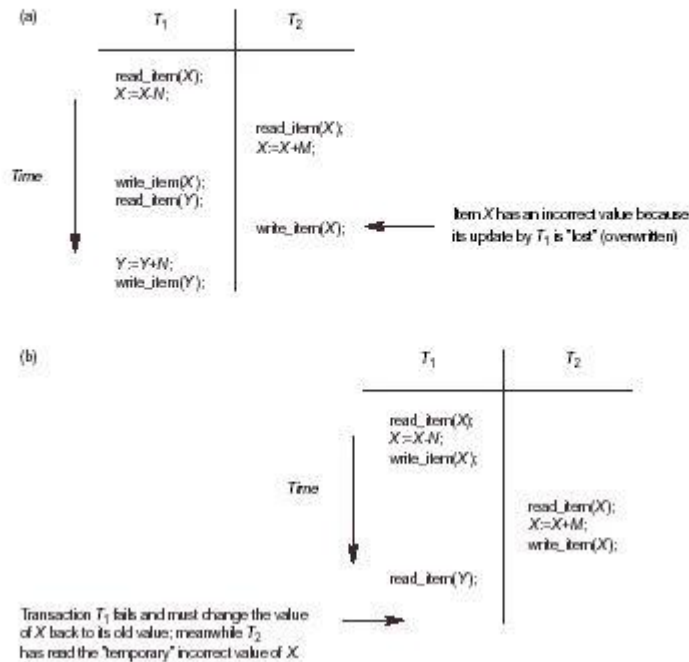 (a)
T1 T2
read_item(X);
X:=X-N;
read_item(X);
X:=X+M;
Time
write_item(X);
read_item(Y);
write_item(X);
Item X has an incorrect value because
its update by T1 is "lost" (overwritten)
Y:=Y+N;
write_item(Y);
(b)
T1 T2
read_item(X);
X:=X-N;
write_item(X);
Time
read_item(X);
X:=X+M;
write_item(X);
read_item(Y);
Transaction T1 fails and must change the value
of X back to its old value; meanwhile T2
has read the "temporary" incorrect value of X.